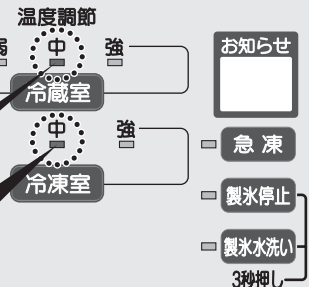 温度調節
弱 中 強
お知らせ
冷蔵室
中 強
急凍
冷凍室
製氷停止
製氷水洗い
3秒押し